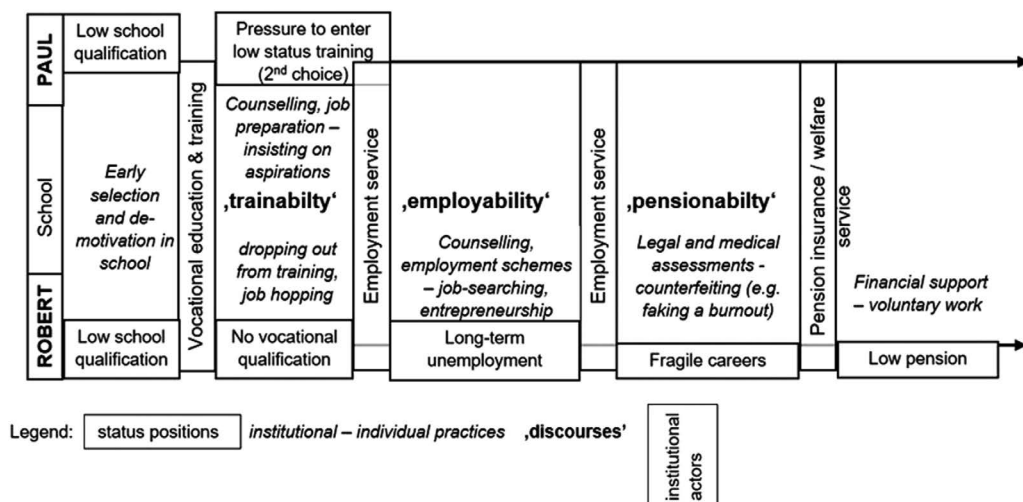 PAUL
School
ROBERT
Low school
qualification
Early
selection
and de-
motivation in
school
Low school
qualification
Vocational education & training
Pressure to enter
low status training
(2nd choice)
Counselling, job
preparation –
insisting on
aspirations
‚trainabilty‘
dropping out
from training,
job hopping
No vocational
qualification
Employment service
‚employability‘
Counselling,
employment schemes
– job-searching,
entrepreneurship
Long-term
unemployment
Employment service
‚pensionabilty‘
Legal and medical
assessments -
counterfeiting (e.g.
faking a burnout)
Fragile careers
Pension insurance / welfare
service
Financial support
– voluntary work
Low pension
Legend: status positions institutional – individual practices ‚discourses’
institutional
actors